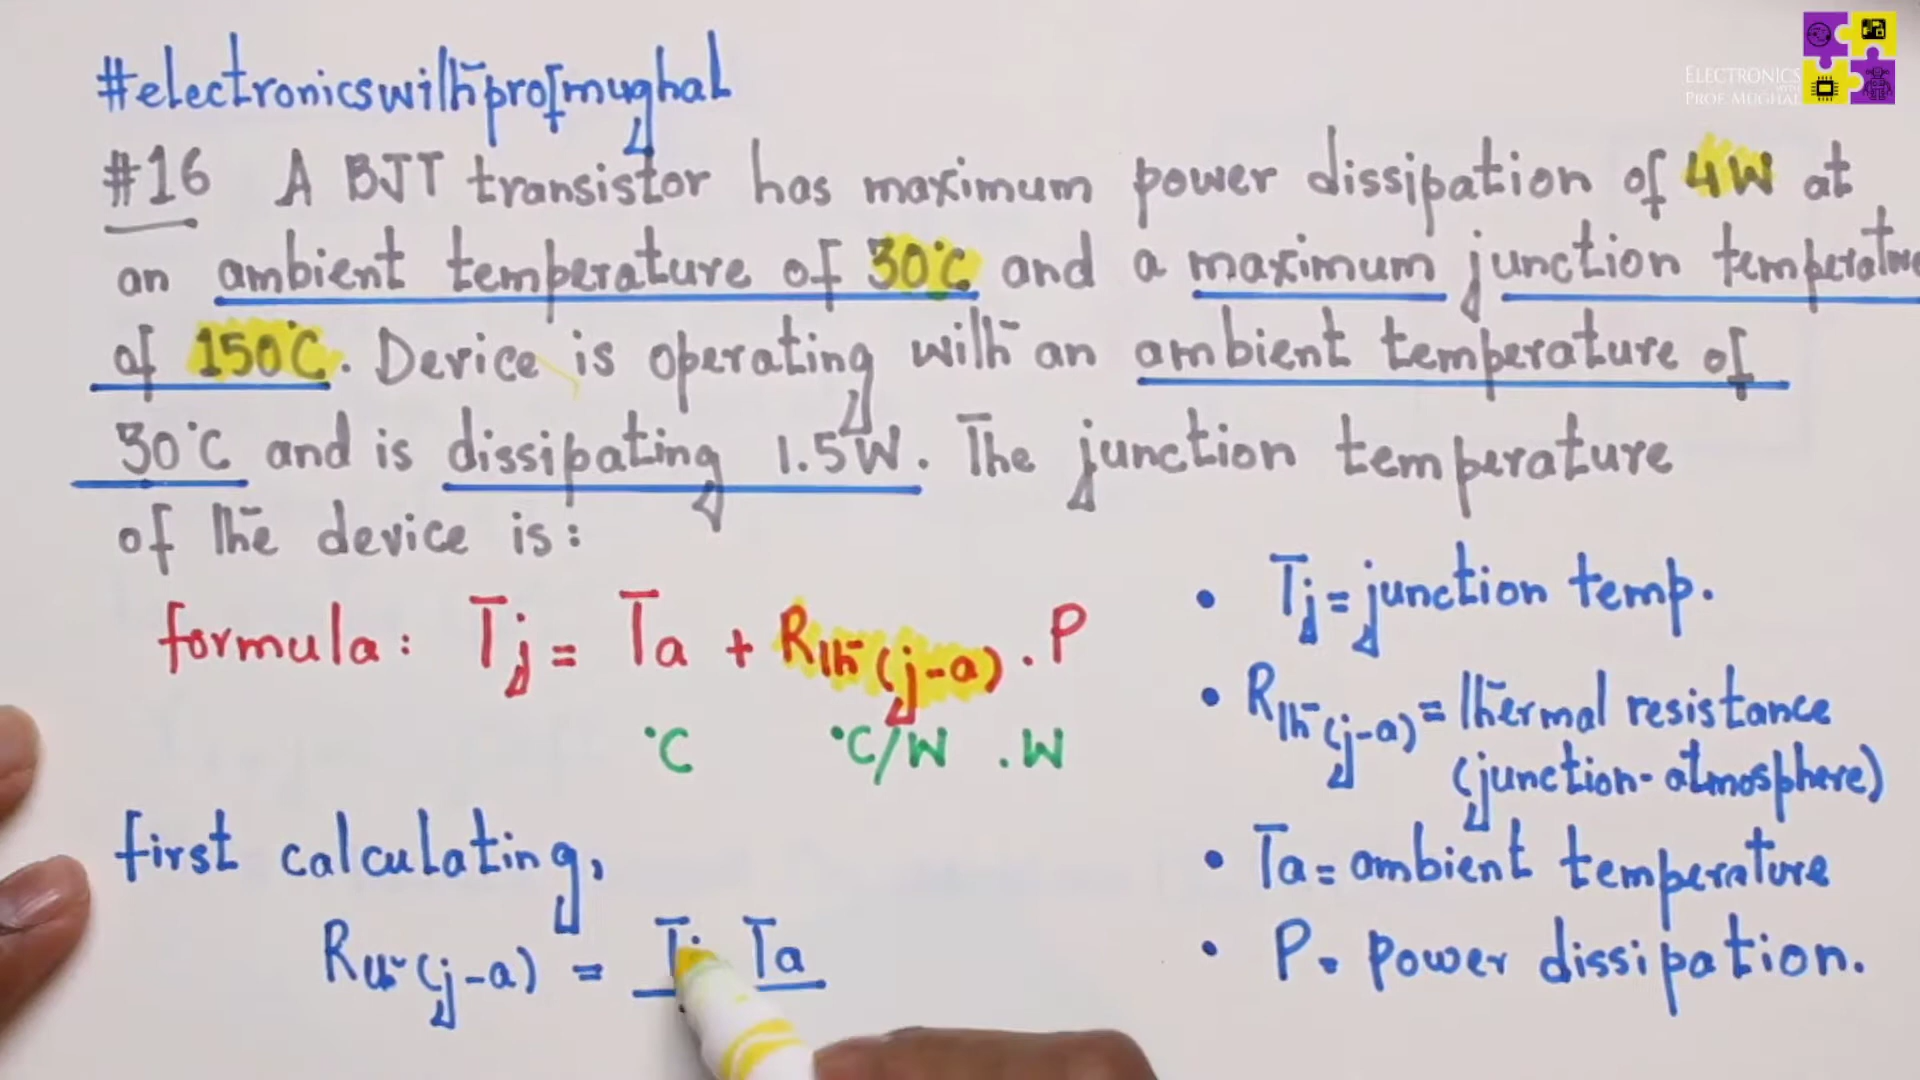 #electronicswithprofmughal
ELECTRONICS
WITH
PROF. MUGHAL
#16 A BJT transistor has maximum power dissipation of 4W at
an ambient temperature of 30°C and a maximum junction temperature
of 150°C. Device is operating with an ambient temperature of
30°C and is dissipating 1.5W. The junction temperature
of the device is:
formula: Tj = Ta + Rth(j-a) . P
°C °C/W . W
first calculating,
Rth(j-a) = Tj Ta
• Tj = junction temp.
• Rth(j-a) = thermal resistance
(junction-atmosphere)
• Ta = ambient temperature
• P = power dissipation.